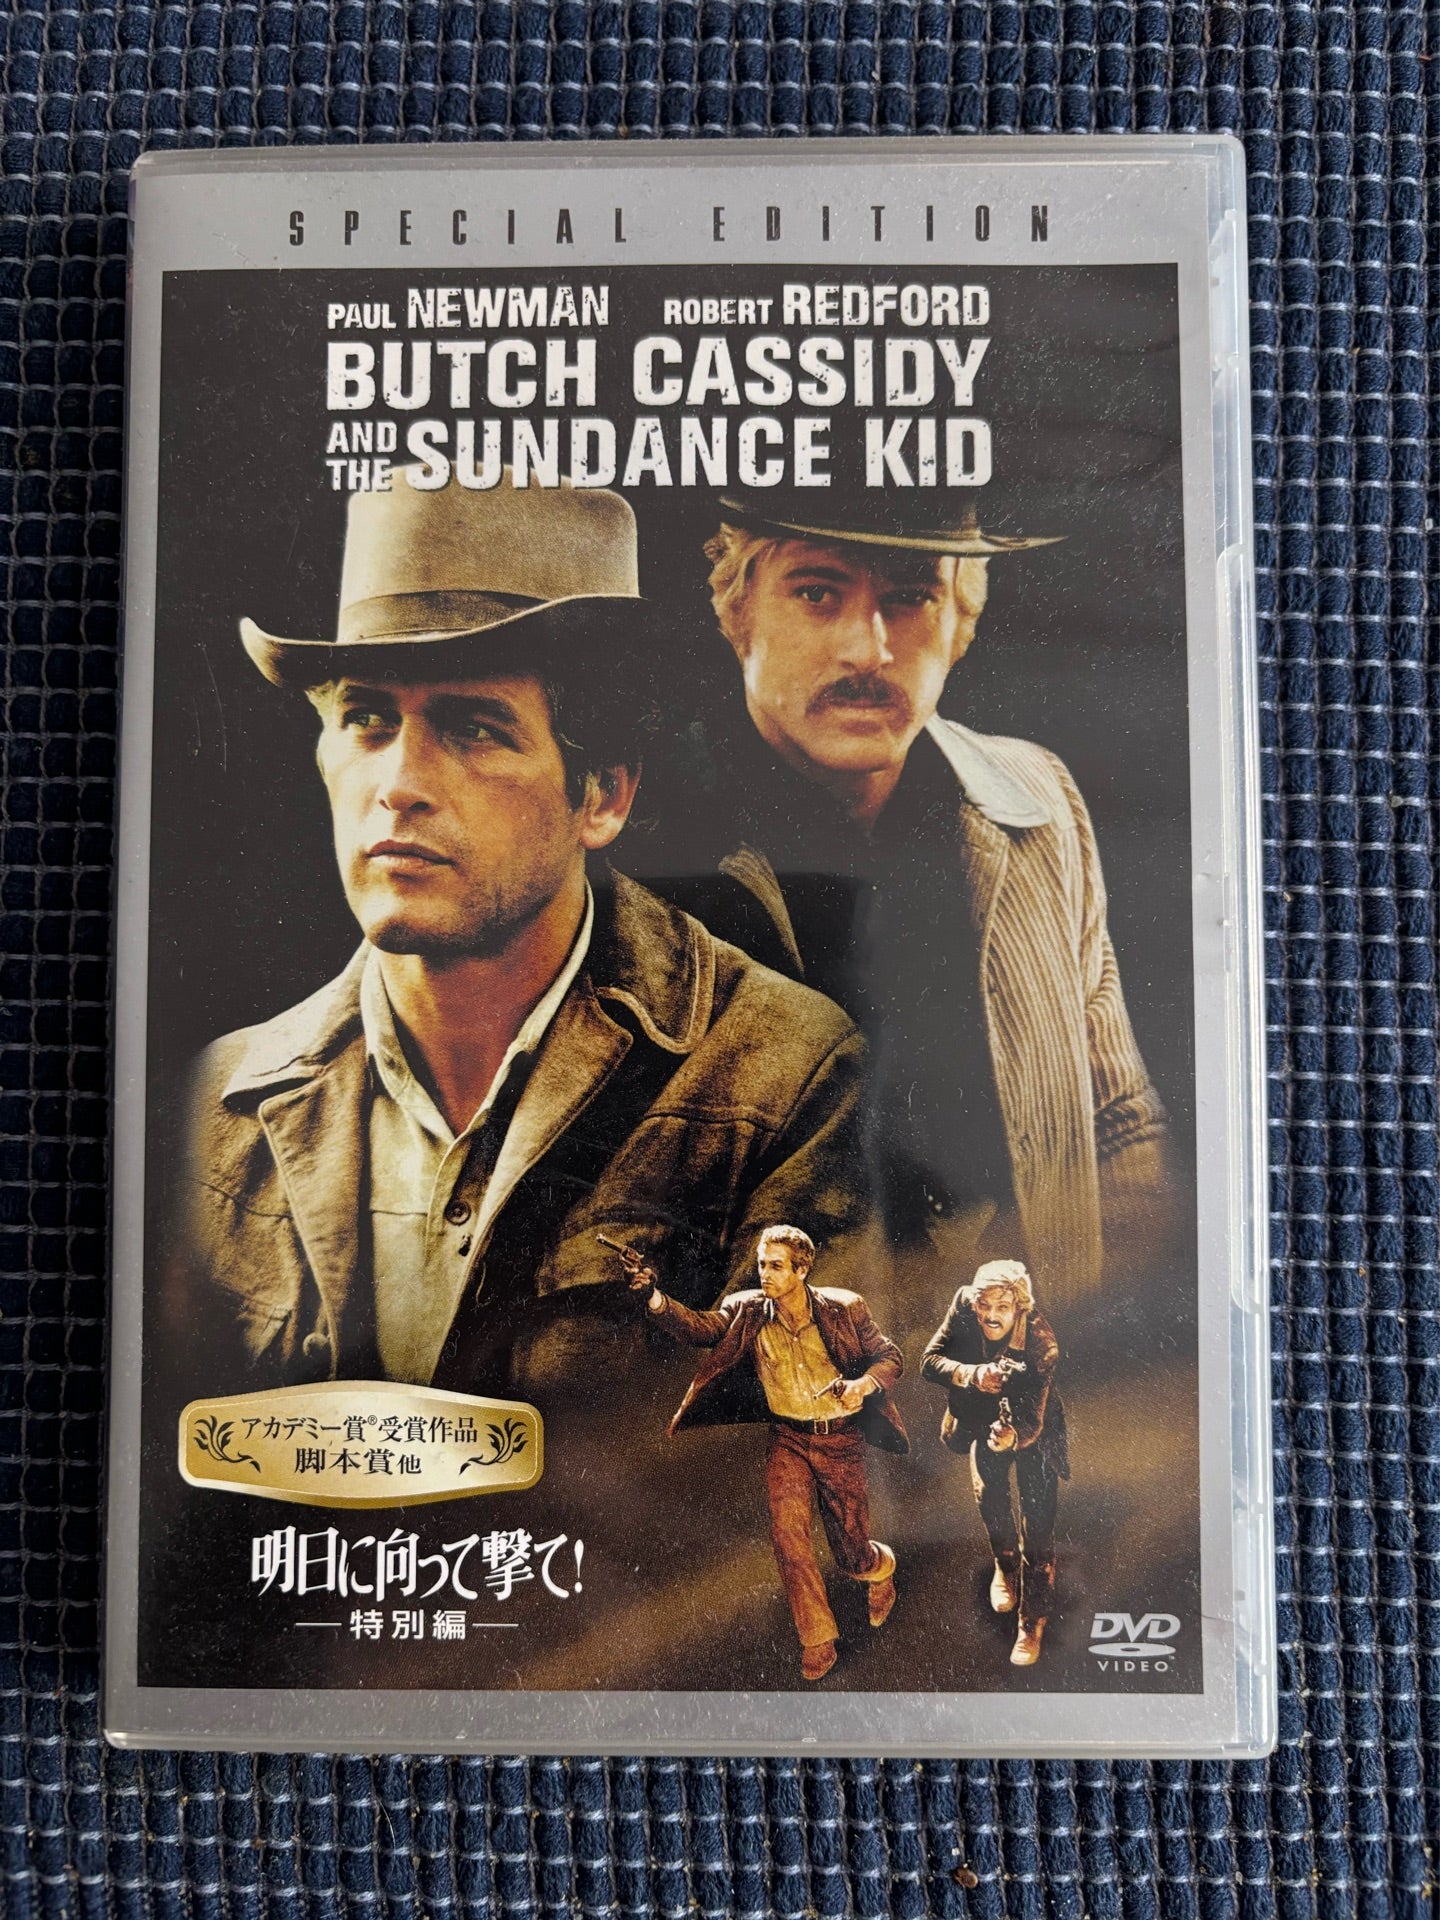 SPECIAL EDITION
PAUL NEWMAN ROBERT REDFORD
BUTCH CASSIDY
AND THE SUNDANCE KID
アカデミー賞®受賞作品
脚本賞他
明日に向って撃て!
—特別編—
DVD
VIDEO™